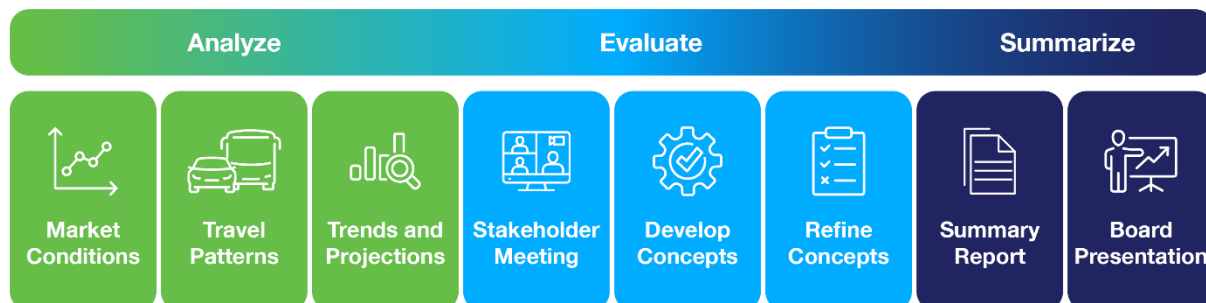 Analyze
Evaluate
Summarize
Market
Conditions
Travel
Patterns
Trends and
Projections
Stakeholder
Meeting
Develop
Concepts
Refine
Concepts
Summary
Report
Board
Presentation